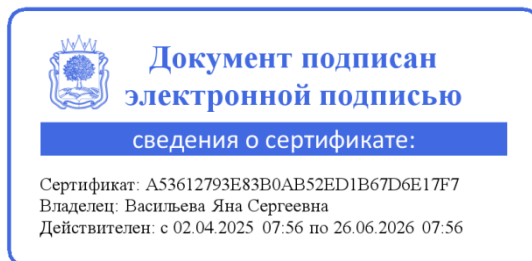 Документ подписан
электронной подписью
сведения о сертификате:
Сертификат: A53612793E83B0AB52ED1B67D6E17F7
Владелец: Васильева Яна Сергеевна
Действителен: с 02.04.2025 07:56 по 26.06.2026 07:56